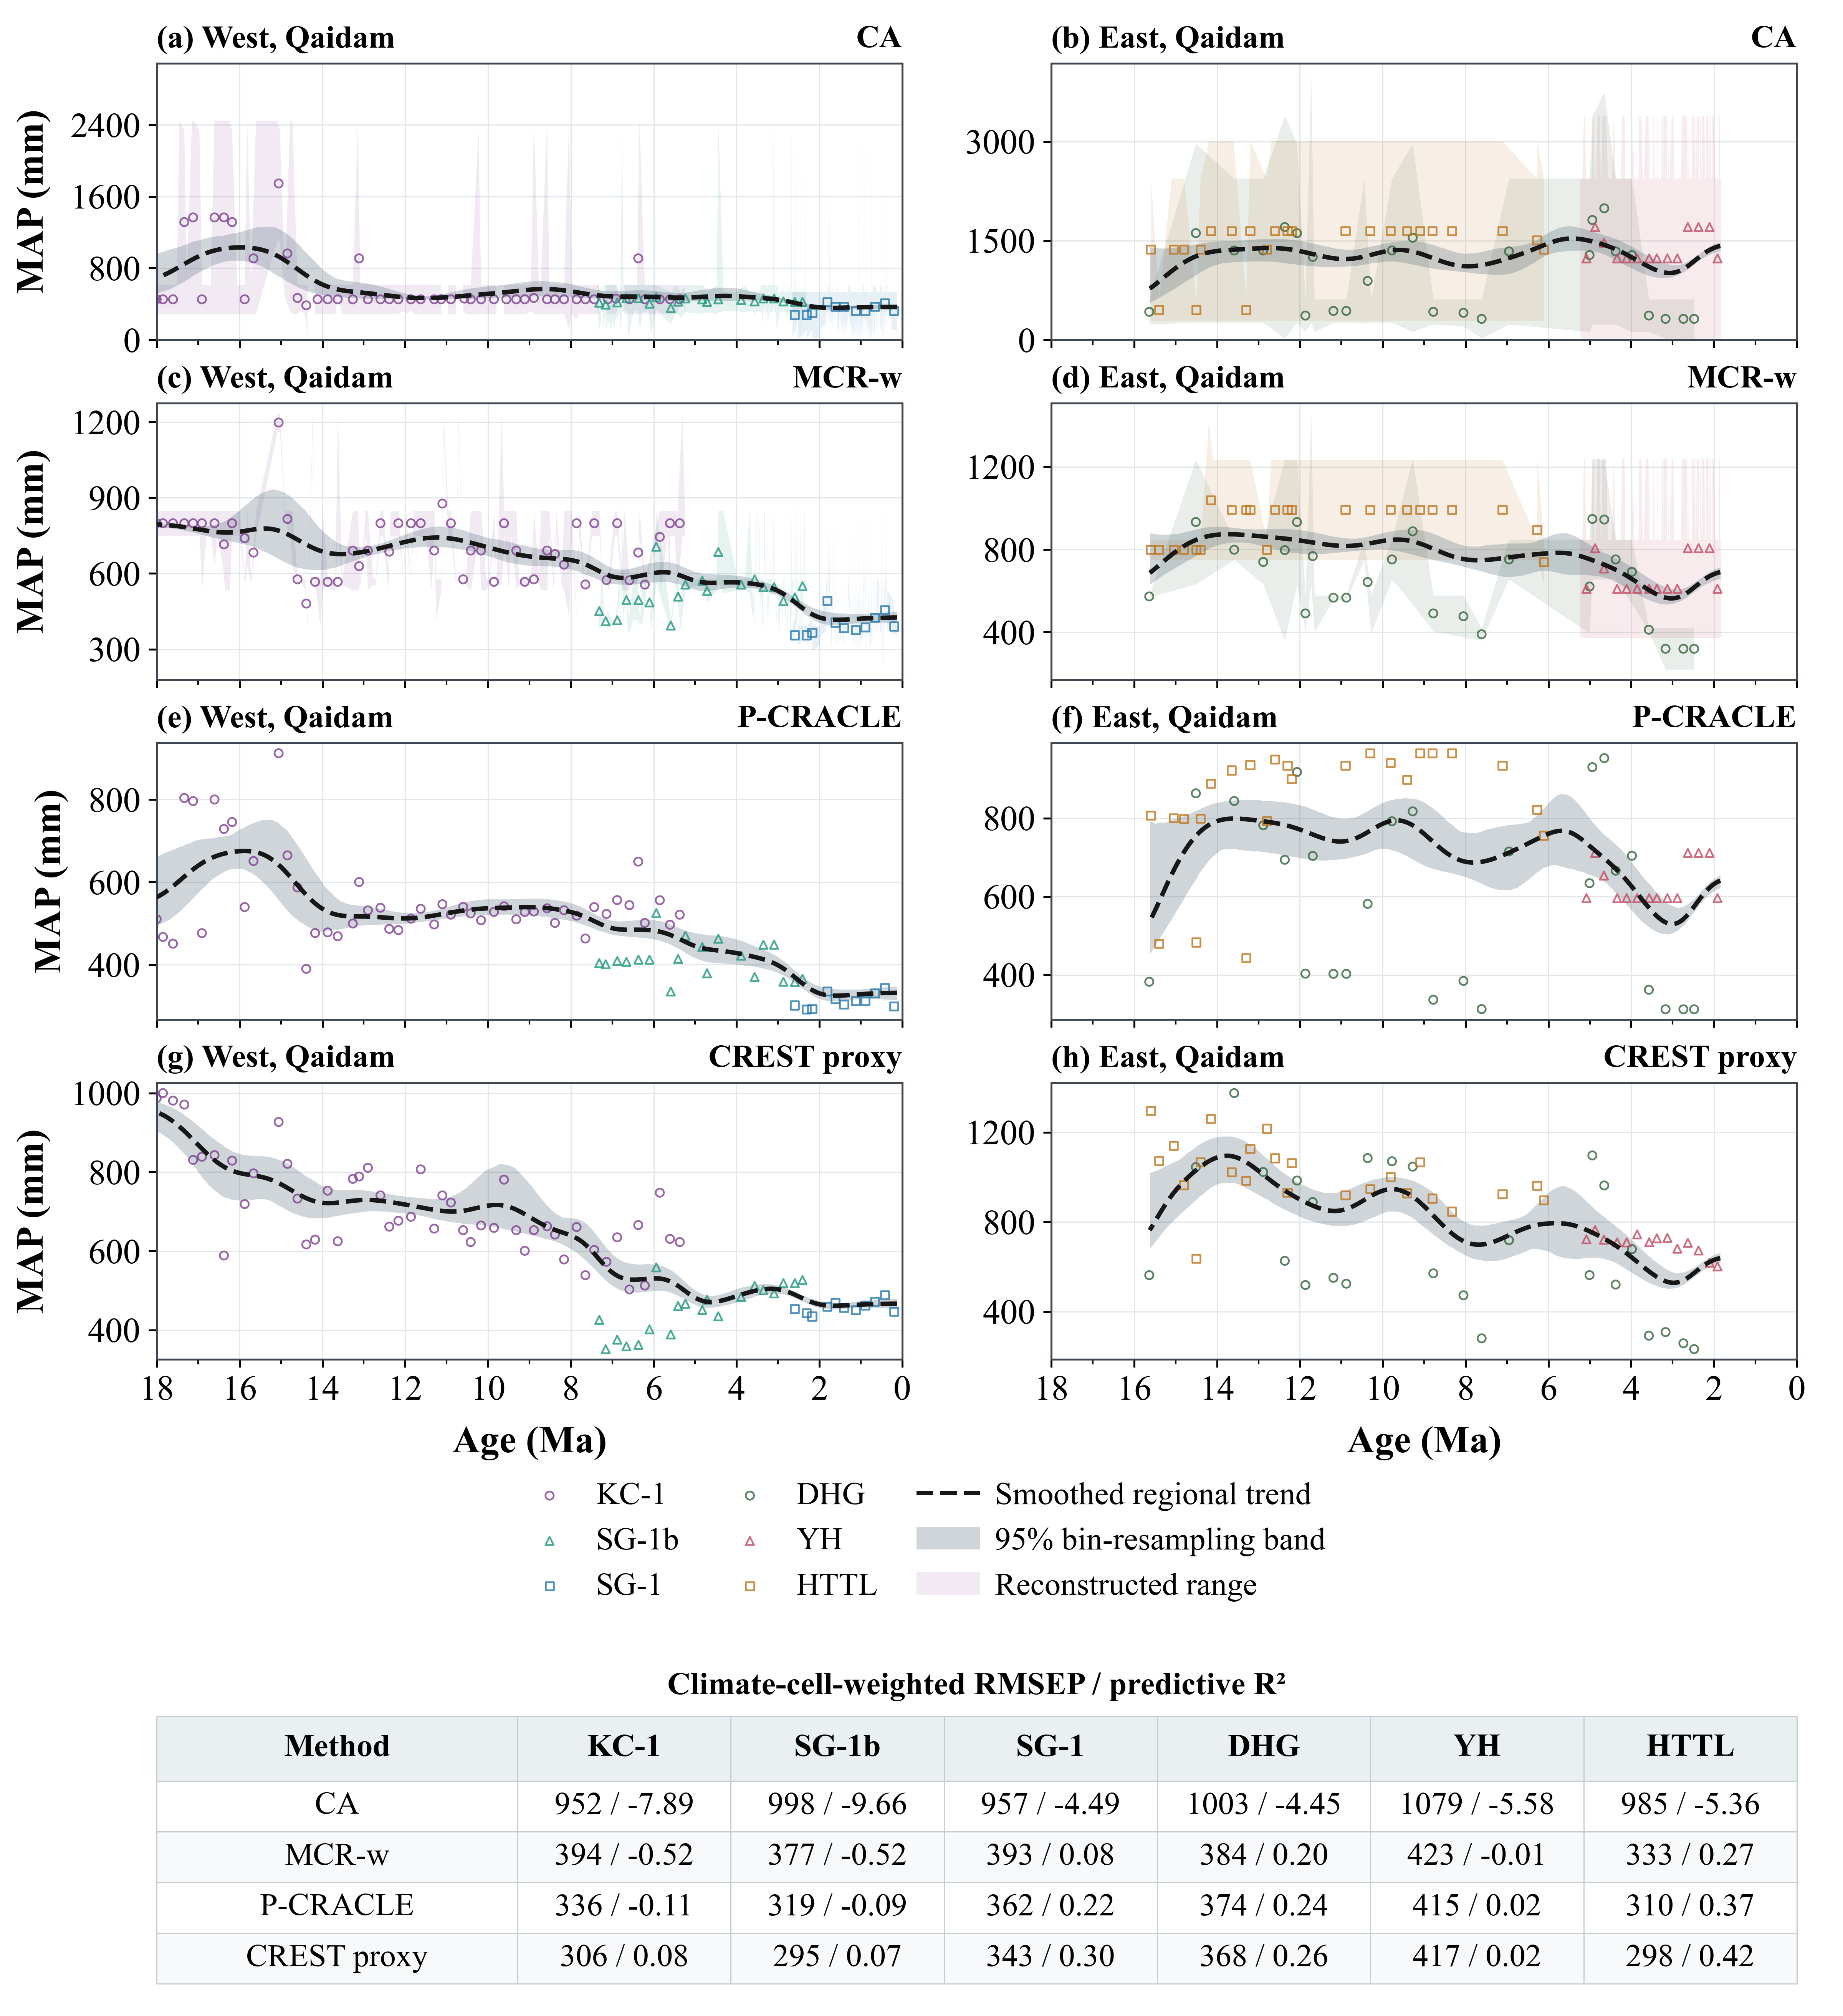 (a) West, Qaidam CA
(b) East, Qaidam CA
MAP (mm)
2400
1600
800
0
3000
1500
0
(c) West, Qaidam MCR-w
(d) East, Qaidam MCR-w
MAP (mm)
1200
900
600
300
1200
800
400
(e) West, Qaidam P-CRACLE
(f) East, Qaidam P-CRACLE
MAP (mm)
800
600
400
800
600
400
(g) West, Qaidam CREST proxy
(h) East, Qaidam CREST proxy
MAP (mm)
1000
800
600
400
1200
800
400
18 16 14 12 10 8 6 4 2 0
18 16 14 12 10 8 6 4 2 0
Age (Ma)
Age (Ma)
KC-1 DHG Smoothed regional trend
SG-1b YH 95% bin-resampling band
SG-1 HTTL Reconstructed range
Climate-cell-weighted RMSEP / predictive R²
Method KC-1 SG-1b SG-1 DHG YH HTTL
CA 952 / -7.89 998 / -9.66 957 / -4.49 1003 / -4.45 1079 / -5.58 985 / -5.36
MCR-w 394 / -0.52 377 / -0.52 393 / 0.08 384 / 0.20 423 / -0.01 333 / 0.27
P-CRACLE 336 / -0.11 319 / -0.09 362 / 0.22 374 / 0.24 415 / 0.02 310 / 0.37
CREST proxy 306 / 0.08 295 / 0.07 343 / 0.30 368 / 0.26 417 / 0.02 298 / 0.42